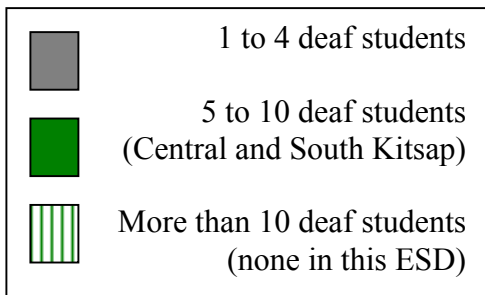 1 to 4 deaf students
5 to 10 deaf students
(Central and South Kitsap)
More than 10 deaf students
(none in this ESD)